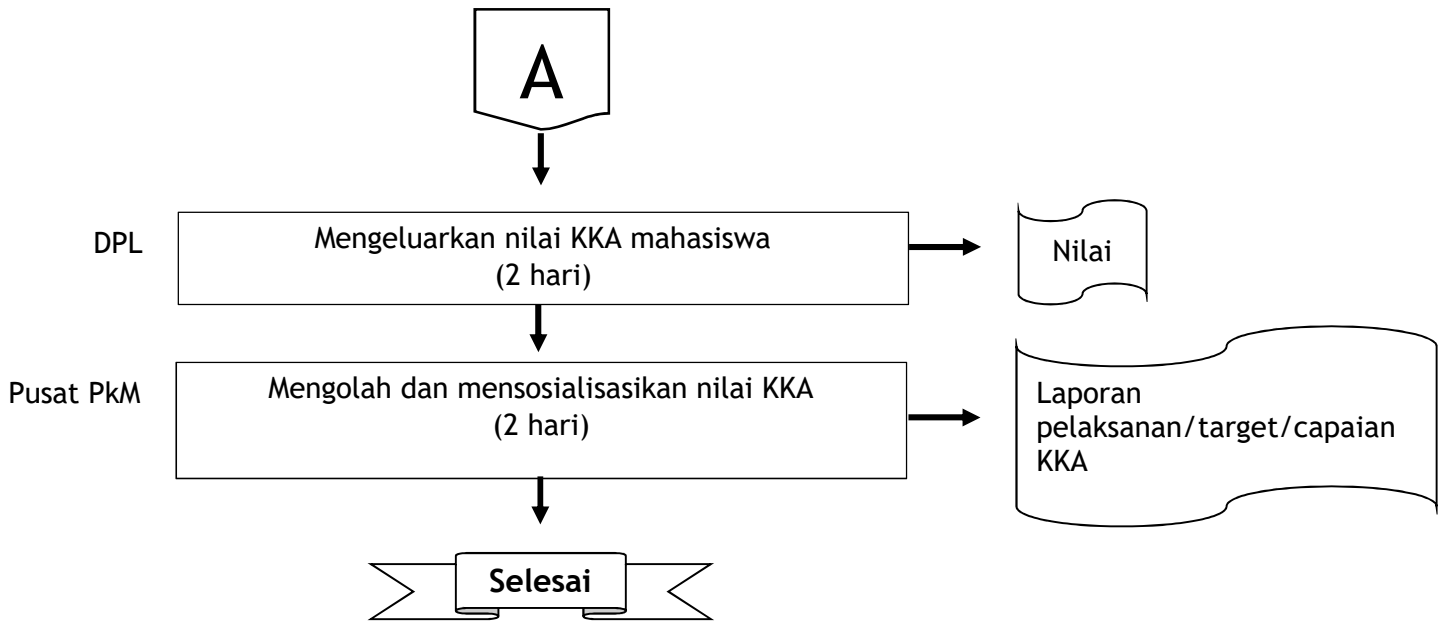 A
DPL
Mengeluarkan nilai KKA mahasiswa
(2 hari)
Nilai
Pusat PkM
Mengolah dan mensosialisasikan nilai KKA
(2 hari)
Laporan
pelaksanan/target/capaian
KKA
Selesai